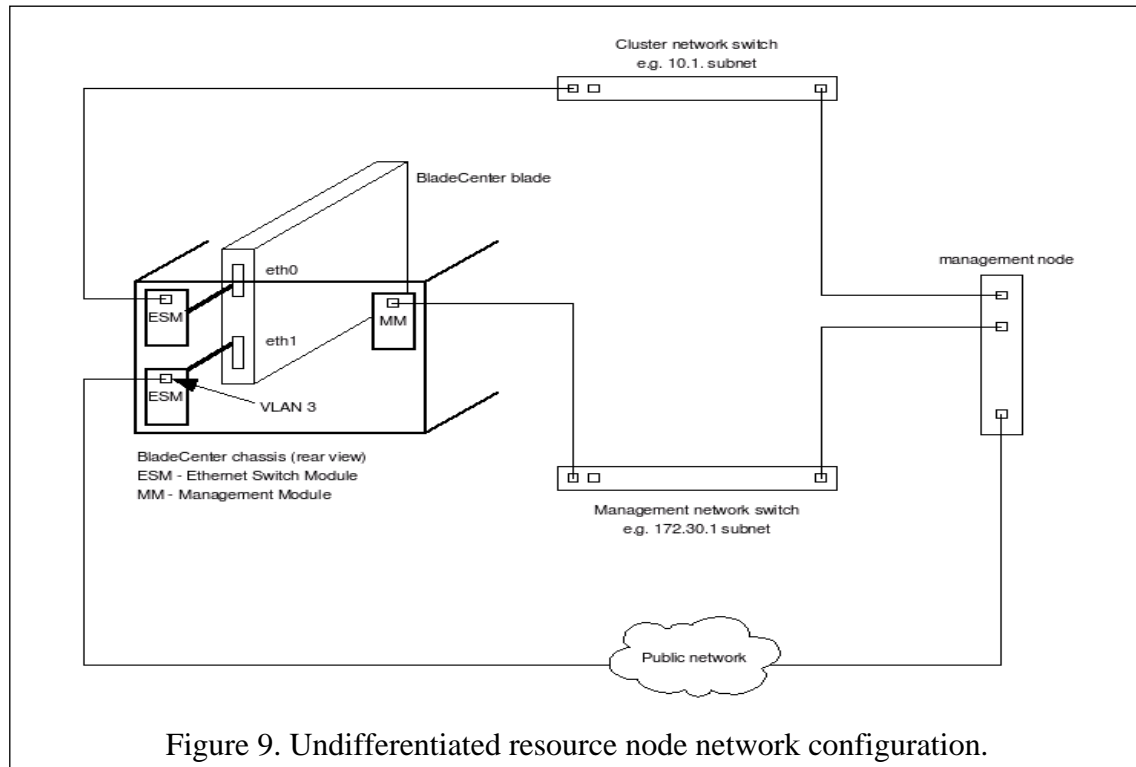 Cluster network switch
e.g. 10.1. subnet
BladeCenter blade
eth0
management node
ESM
MM
eth1
ESM
VLAN 3
BladeCenter chassis (rear view)
ESM - Ethernet Switch Module
MM - Management Module
Management network switch
e.g. 172.30.1 subnet
Public network
Figure 9. Undifferentiated resource node network configuration.